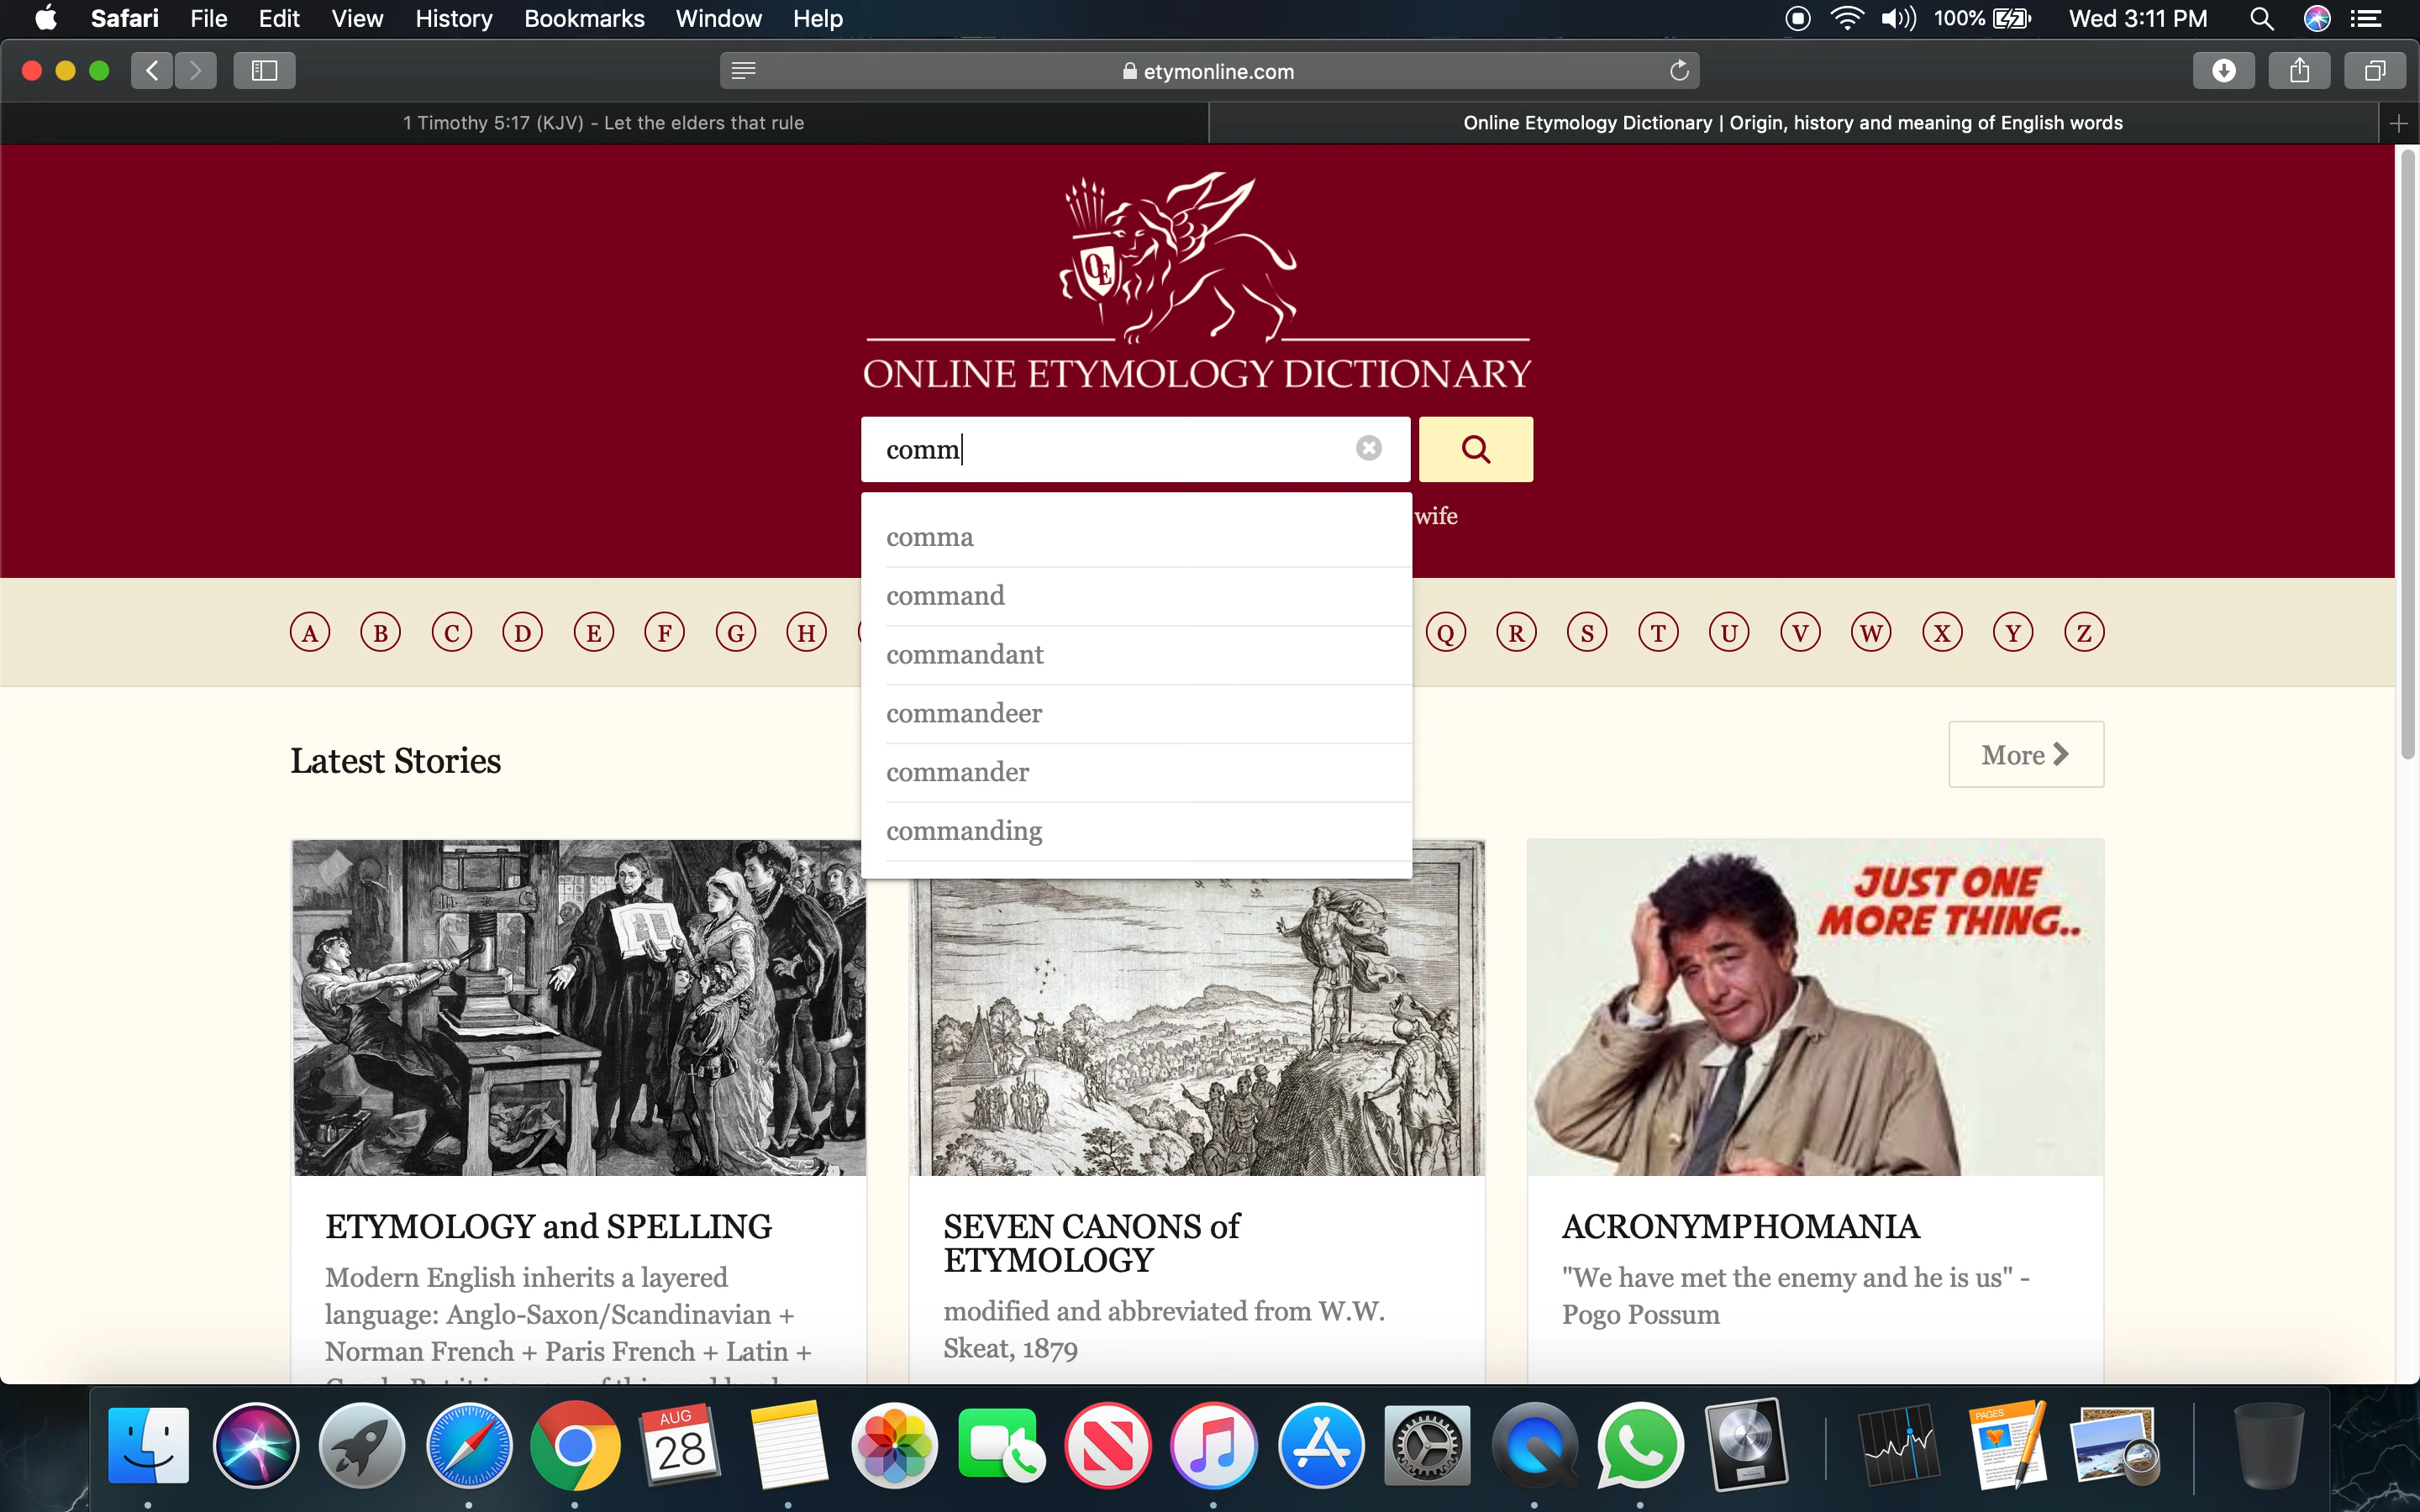 Safari File Edit View History Bookmarks Window Help 100% Wed 3:11 PM
etymonline.com
1 Timothy 5:17 (KJV) - Let the elders that rule
Online Etymology Dictionary | Origin, history and meaning of English words
OE
ONLINE ETYMOLOGY DICTIONARY
comm
wife
comma
command
commandant
commandeer
commander
commanding
A B C D E F G H Q R S T U V W X Y Z
Latest Stories
More
JUST ONE
MORE THING..
ETYMOLOGY and SPELLING
Modern English inherits a layered
language: Anglo-Saxon/Scandinavian +
Norman French + Paris French + Latin +
SEVEN CANONS of
ETYMOLOGY
modified and abbreviated from W.W.
Skeat, 1879
ACRONYMPHOMANIA
"We have met the enemy and he is us" -
Pogo Possum
AUG
28
PAGES